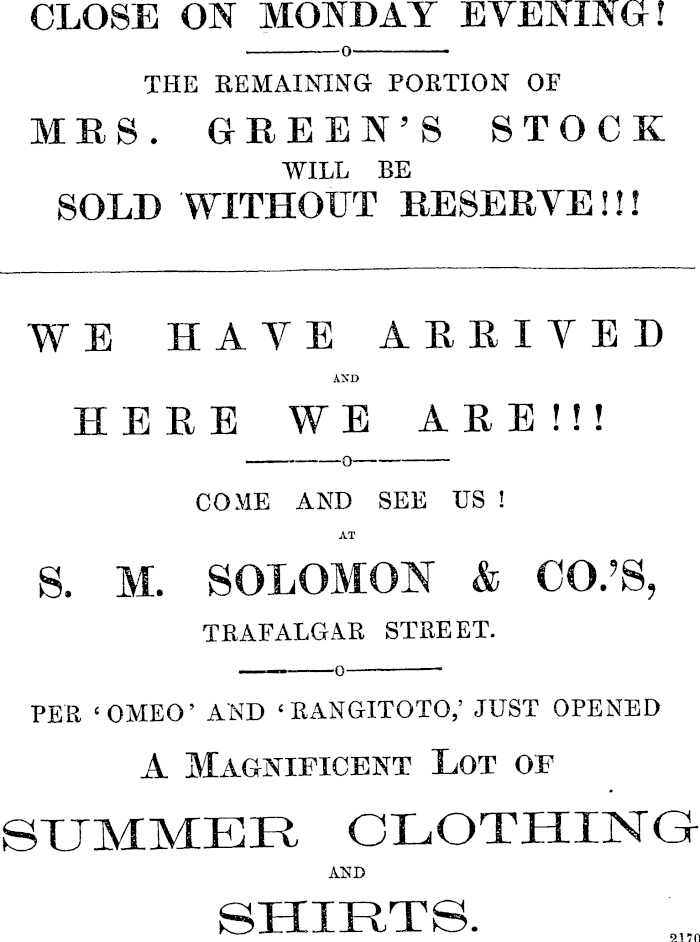 CLOSE ON MONDAY EVENING!
o
THE REMAINING PORTION OF
MRS. GREEN'S STOCK
WILL BE
SOLD WITHOUT RESERVE!!!
WE HAVE ARRIVED
AND
HERE WE ARE!!!
o
COME AND SEE US!
AT
S. M. SOLOMON & CO.'S,
TRAFALGAR STREET.
o
PER 'OMEO' AND 'RANGITOTO,' JUST OPENED
A MAGNIFICENT LOT OF
SUMMER CLOTHING
AND
SHIRTS.
2170